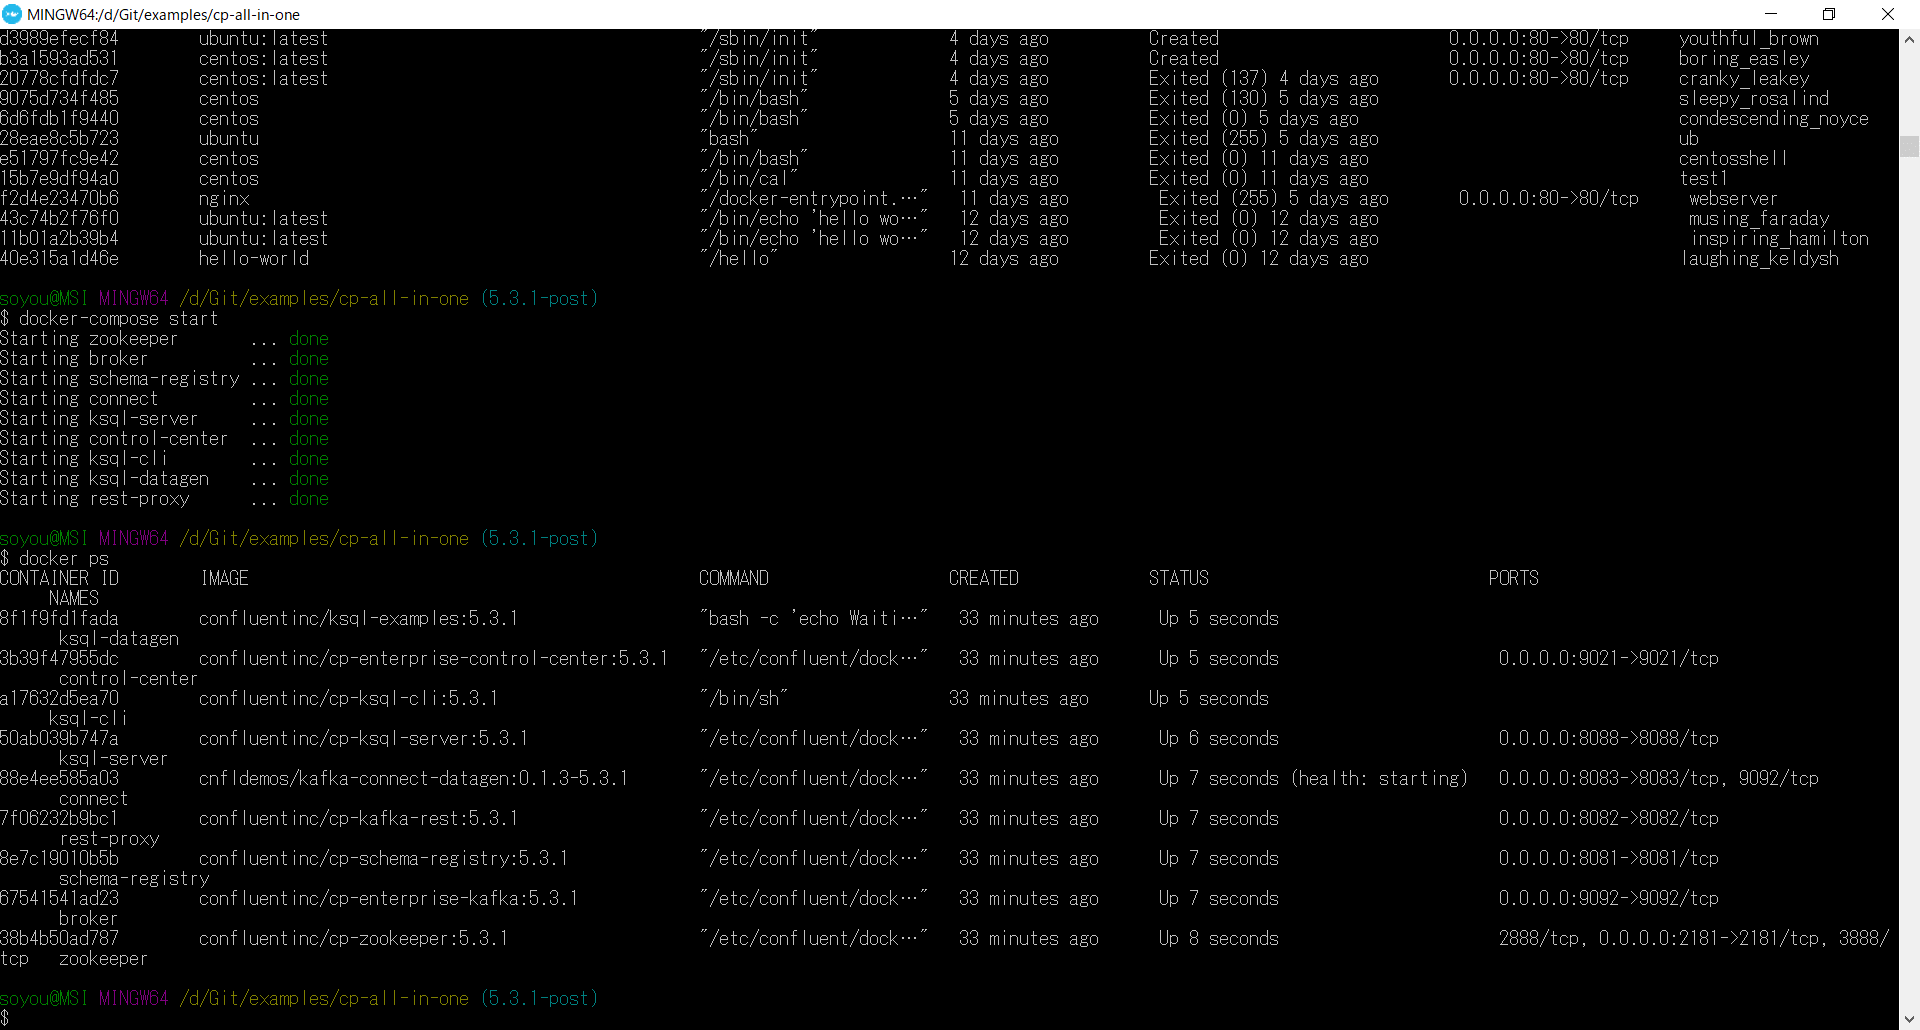 MINGW64:/d/Git/examples/cp-all-in-one
d3989efecf84 ubuntu:latest "/sbin/init" 4 days ago Created 0.0.0.0:80->80/tcp youthful_brown
b3a1593ad531 centos:latest "/sbin/init" 4 days ago Created 0.0.0.0:80->80/tcp boring_easley
20778cfdfdc7 centos:latest "/sbin/init" 4 days ago Exited (137) 4 days ago 0.0.0.0:80->80/tcp cranky_leakey
9075d734f485 centos "/bin/bash" 5 days ago Exited (130) 5 days ago sleepy_rosalind
6d6fdb1f9440 centos "/bin/bash" 5 days ago Exited (0) 5 days ago condescending_noyce
28eae8c5b723 ubuntu "bash" 11 days ago Exited (255) 5 days ago ub
e51797fc9e42 centos "/bin/bash" 11 days ago Exited (0) 11 days ago centosshell
15b7e9df94a0 centos "/bin/cal" 11 days ago Exited (0) 11 days ago test1
f2d4e23470b6 nginx "/docker-entrypoint.…" 11 days ago Exited (255) 5 days ago 0.0.0.0:80->80/tcp webserver
43c74b2f76f0 ubuntu:latest "/bin/echo 'hello wo…" 12 days ago Exited (0) 12 days ago musing_faraday
11b01a2b39b4 ubuntu:latest "/bin/echo 'hello wo…" 12 days ago Exited (0) 12 days ago inspiring_hamilton
40e315a1d46e hello-world "/hello" 12 days ago Exited (0) 12 days ago laughing_keldysh
soyou@MSI MINGW64 /d/Git/examples/cp-all-in-one (5.3.1-post)
$ docker-compose start
Starting zookeeper ... done
Starting broker ... done
Starting schema-registry ... done
Starting connect ... done
Starting ksql-server ... done
Starting control-center ... done
Starting ksql-cli ... done
Starting ksql-datagen ... done
Starting rest-proxy ... done
soyou@MSI MINGW64 /d/Git/examples/cp-all-in-one (5.3.1-post)
$ docker ps
CONTAINER ID IMAGE COMMAND CREATED STATUS PORTS
NAMES
8f1f9fd1fada confluentinc/ksql-examples:5.3.1 "bash -c 'echo Waiti…" 33 minutes ago Up 5 seconds
ksql-datagen
3b39f47955dc confluentinc/cp-enterprise-control-center:5.3.1 "/etc/confluent/dock…" 33 minutes ago Up 5 seconds 0.0.0.0:9021->9021/tcp
control-center
a17632d5ea70 confluentinc/cp-ksql-cli:5.3.1 "/bin/sh" 33 minutes ago Up 5 seconds
ksql-cli
50ab039b747a confluentinc/cp-ksql-server:5.3.1 "/etc/confluent/dock…" 33 minutes ago Up 6 seconds 0.0.0.0:8088->8088/tcp
ksql-server
88e4ee585a03 cnfldemos/kafka-connect-datagen:0.1.3-5.3.1 "/etc/confluent/dock…" 33 minutes ago Up 7 seconds (health: starting) 0.0.0.0:8083->8083/tcp, 9092/tcp
connect
7f06232b9bc1 confluentinc/cp-kafka-rest:5.3.1 "/etc/confluent/dock…" 33 minutes ago Up 7 seconds 0.0.0.0:8082->8082/tcp
rest-proxy
8e7c19010b5b confluentinc/cp-schema-registry:5.3.1 "/etc/confluent/dock…" 33 minutes ago Up 7 seconds 0.0.0.0:8081->8081/tcp
schema-registry
67541541ad23 confluentinc/cp-enterprise-kafka:5.3.1 "/etc/confluent/dock…" 33 minutes ago Up 7 seconds 0.0.0.0:9092->9092/tcp
broker
38b4b50ad787 confluentinc/cp-zookeeper:5.3.1 "/etc/confluent/dock…" 33 minutes ago Up 8 seconds 2888/tcp, 0.0.0.0:2181->2181/tcp, 3888/
tcp zookeeper
soyou@MSI MINGW64 /d/Git/examples/cp-all-in-one (5.3.1-post)
$